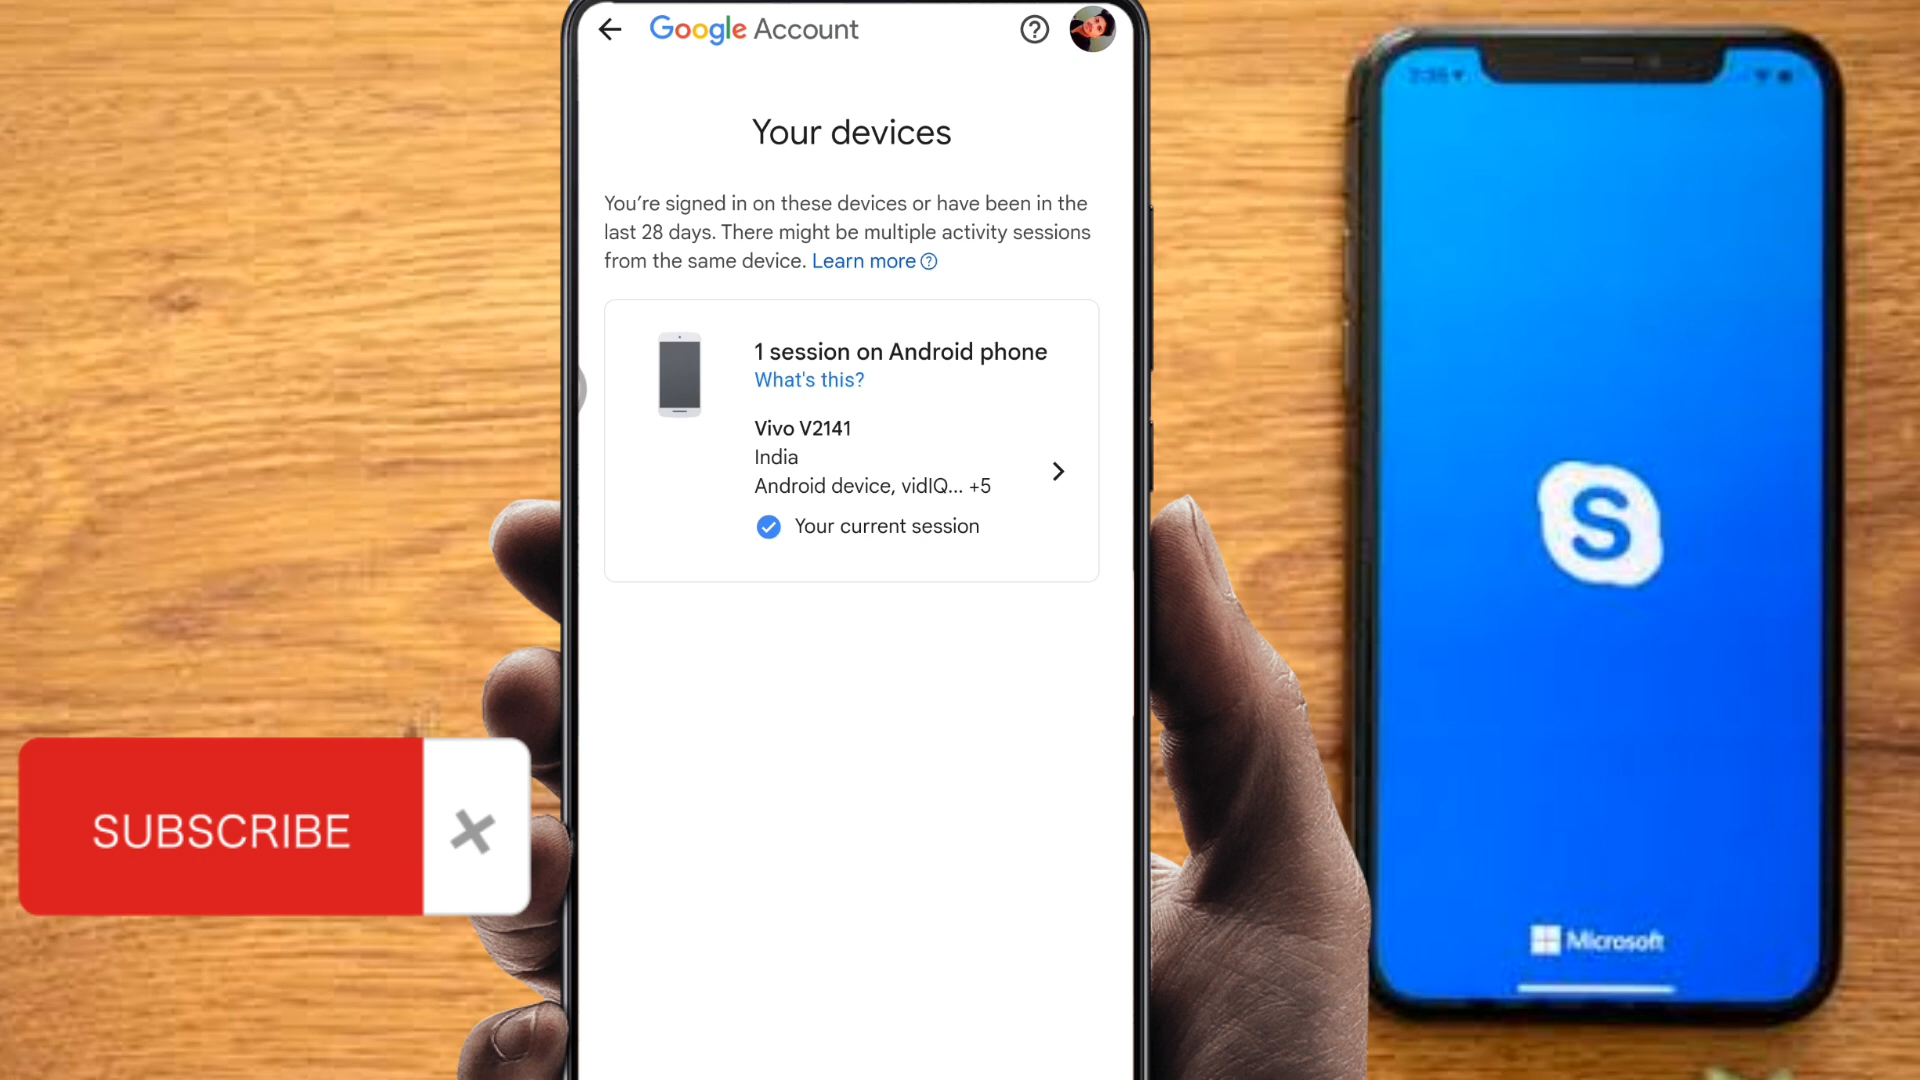 Google Account
Your devices
You’re signed in on these devices or have been in the
last 28 days. There might be multiple activity sessions
from the same device. Learn more
1 session on Android phone
What's this?
Vivo V2141
India
Android device, vidIQ... +5
Your current session
SUBSCRIBE
S
Microsoft